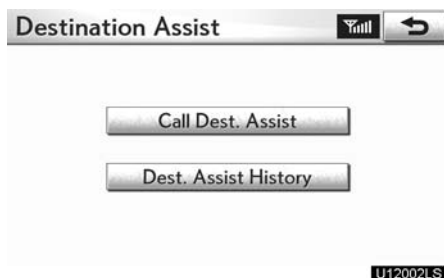 Destination Assist
Call Dest. Assist
Dest. Assist History
U12002LS